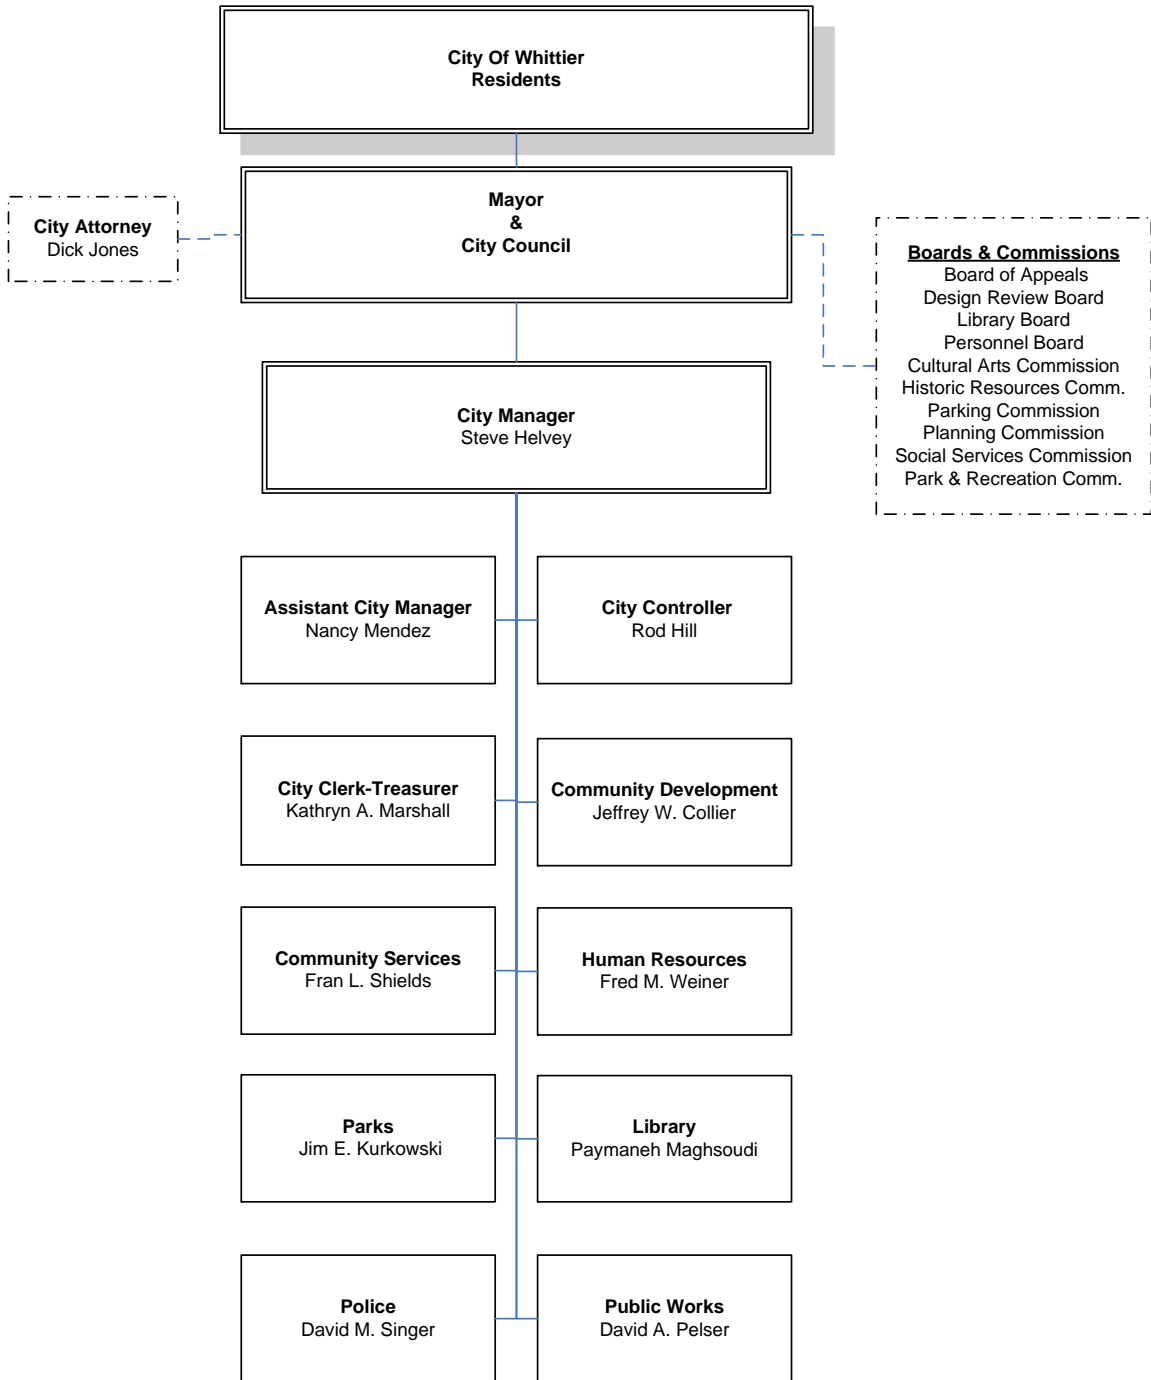 City Of Whittier
Residents
Mayor
&
City Council
City Attorney
Dick Jones
Boards & Commissions
Board of Appeals
Design Review Board
Library Board
Personnel Board
Cultural Arts Commission
Historic Resources Comm.
Parking Commission
Planning Commission
Social Services Commission
Park & Recreation Comm.
City Manager
Steve Helvey
Assistant City Manager
Nancy Mendez
City Controller
Rod Hill
City Clerk-Treasurer
Kathryn A. Marshall
Community Development
Jeffrey W. Collier
Community Services
Fran L. Shields
Human Resources
Fred M. Weiner
Parks
Jim E. Kurkowski
Library
Paymaneh Maghsoudi
Police
David M. Singer
Public Works
David A. Pelser